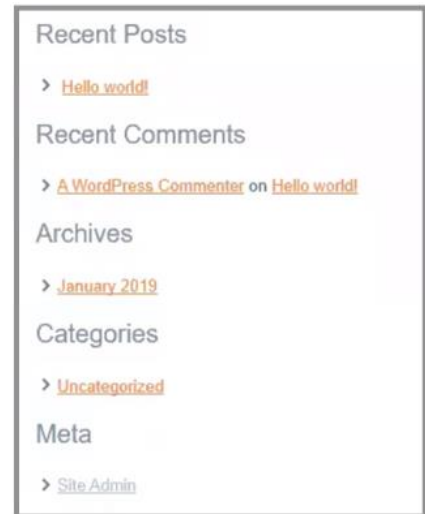 Recent Posts
Hello world!
Recent Comments
A WordPress Commenter on Hello world!
Archives
January 2019
Categories
Uncategorized
Meta
Site Admin